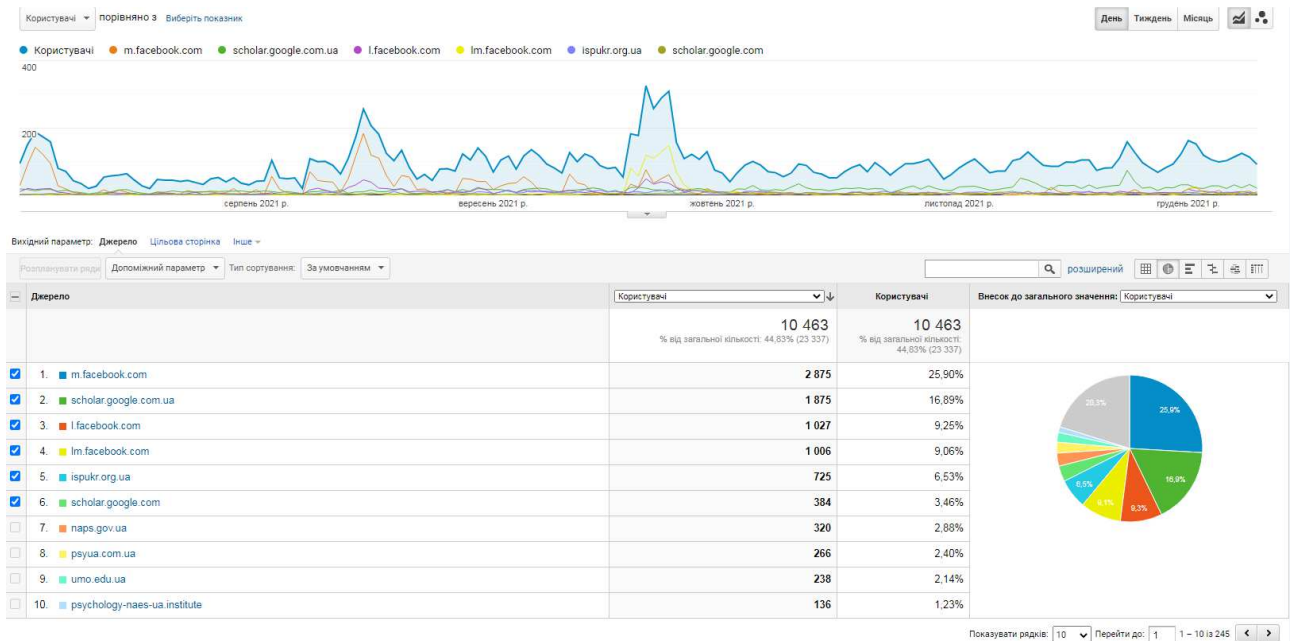 Користувачі порівняно з Виберіть показник
День Тиждень Місяць
Користувачі m.facebook.com scholar.google.com.ua l.facebook.com lm.facebook.com ispukr.org.ua scholar.google.com
400
200
серпень 2021 р. вересень 2021 р. жовтень 2021 р. листопад 2021 р. грудень 2021 р.
Вихідний параметр: Джерело Цільова сторінка Інше
Розпланувати ряди Допоміжний параметр Тип сортування: За умовчанням розширений
Джерело Користувачі Користувачі Внесок до загального значення: Користувачі
10 463 10 463
% від загальної кількості: 44,83% (23 337) % від загальної кількості:
44,83% (23 337)
1. m.facebook.com 2 875 25,90%
2. scholar.google.com.ua 1 875 16,89%
3. l.facebook.com 1 027 9,25%
4. lm.facebook.com 1 006 9,06%
5. ispukr.org.ua 725 6,53%
6. scholar.google.com 384 3,46%
7. naps.gov.ua 320 2,88%
8. psyua.com.ua 266 2,40%
9. umo.edu.ua 238 2,14%
10. psychology-naes-ua.institute 136 1,23%
20,3% 25,9%
6,5% 16,9%
9,1% 9,3%
Показувати рядків: 10 Перейти до: 1 1 – 10 із 245